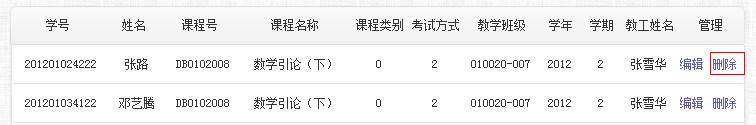 学号 姓名 课程号 课程名称 课程类别 考试方式 教学班级 学年 学期 教工姓名 管理
201201024222 张路 DB0102008 数学引论（下） 0 2 010020-007 2012 2 张雪华 编辑 删除
201201034122 邓艺腾 DB0102008 数学引论（下） 0 2 010020-007 2012 2 张雪华 编辑 删除